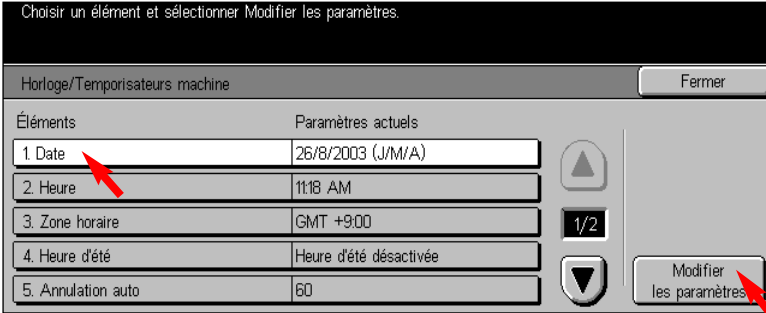 Choisir un élément et sélectionner Modifier les paramètres.
Horloge/Temporisateurs machine
Fermer
Éléments Paramètres actuels
1. Date 26/8/2003 (J/M/A)
2. Heure 11:18 AM
3. Zone horaire GMT +9:00
1/2
4. Heure d'été Heure d'été désactivée
5. Annulation auto 60
Modifier
les paramètres